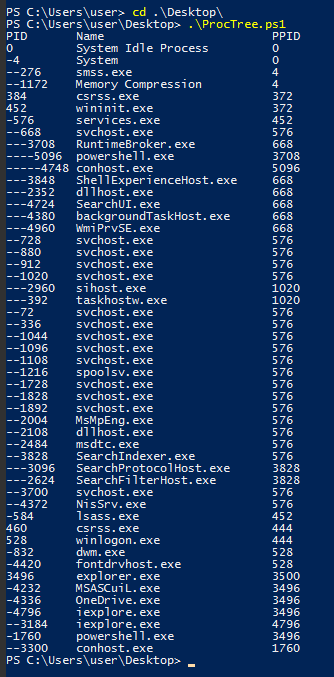 PS C:\Users\user> cd .\Desktop\
PS C:\Users\user\Desktop> .\ProcTree.ps1
PID Name PPID
0 System Idle Process 0
-4 System 0
--276 smss.exe 4
--1172 Memory Compression 4
384 csrss.exe 372
452 wininit.exe 372
-576 services.exe 452
--668 svchost.exe 576
---3708 RuntimeBroker.exe 668
----5096 powershell.exe 3708
-----4748 conhost.exe 5096
---3848 ShellExperienceHost.exe 668
---2352 dllhost.exe 668
---4724 SearchUI.exe 668
---4380 backgroundTaskHost.exe 668
---4960 WmiPrvSE.exe 668
--728 svchost.exe 576
--880 svchost.exe 576
--912 svchost.exe 576
--1020 svchost.exe 576
---2960 sihost.exe 1020
---392 taskhostw.exe 1020
--72 svchost.exe 576
--336 svchost.exe 576
--1044 svchost.exe 576
--1096 svchost.exe 576
--1108 svchost.exe 576
--1216 spoolsv.exe 576
--1728 svchost.exe 576
--1828 svchost.exe 576
--1892 svchost.exe 576
--2004 MsMpEng.exe 576
--2108 dllhost.exe 576
--2484 msdtc.exe 576
--3828 SearchIndexer.exe 576
---3096 SearchProtocolHost.exe 3828
---2624 SearchFilterHost.exe 3828
--3700 svchost.exe 576
--4372 NisSrv.exe 576
-584 lsass.exe 452
460 csrss.exe 444
528 winlogon.exe 444
-832 dwm.exe 528
-4420 fontdrvhost.exe 528
3496 explorer.exe 3500
-4232 MSASCuiL.exe 3496
-4336 OneDrive.exe 3496
-4796 iexplore.exe 3496
--3184 iexplore.exe 4796
-1760 powershell.exe 3496
--3300 conhost.exe 1760
PS C:\Users\user\Desktop> _